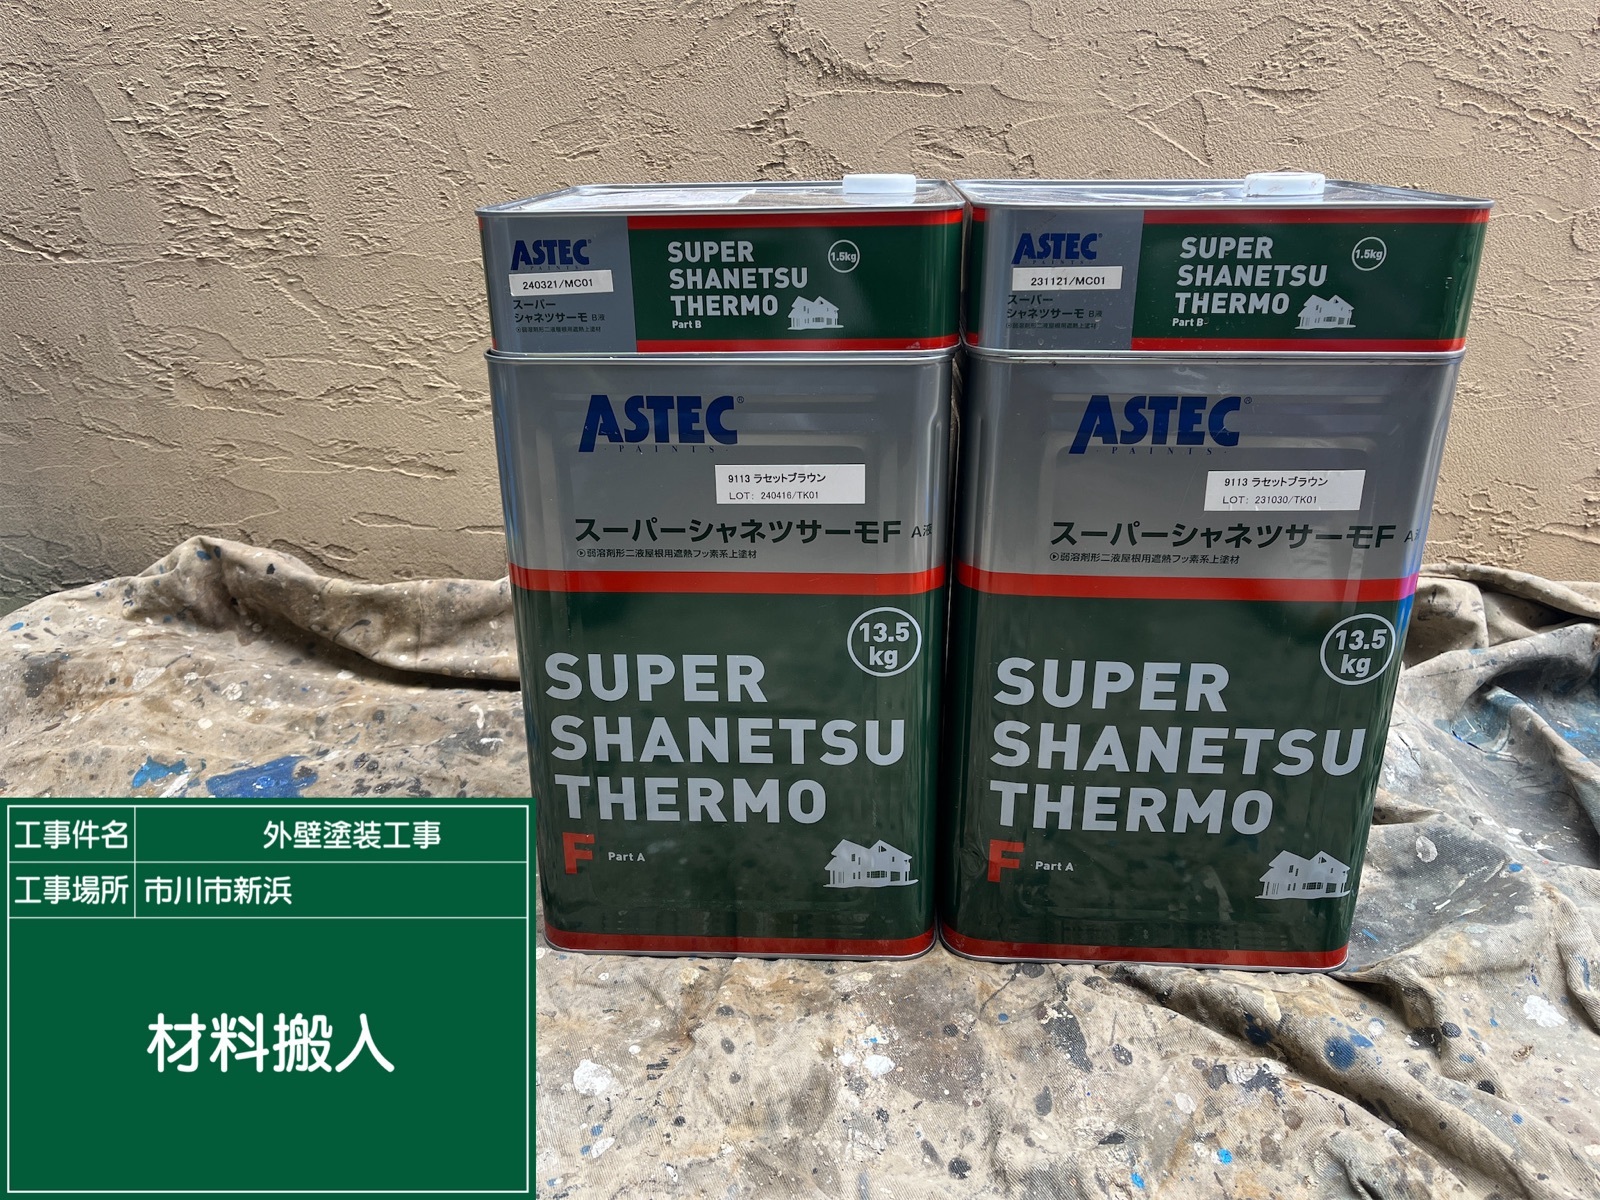 ASTEC
PAINTS
240321/MC01
スーパー
シャネツサーモ B液
SUPER
SHANETSU
THERMO
Part B
1.5kg
ASTEC
PAINTS
231121/MC01
スーパー
シャネツサーモ B液
SUPER
SHANETSU
THERMO
Part B
1.5kg
ASTEC®
PAINTS
9113 ラセットブラウン
LOT: 240416/TK01
スーパーシャネツサーモF A液
弱溶剤形二液屋根用遮熱フッ素系上塗材
13.5
kg
SUPER
SHANETSU
THERMO
F Part A
ASTEC®
PAINTS
9113 ラセットブラウン
LOT: 231030/TK01
スーパーシャネツサーモF A液
弱溶剤形二液屋根用遮熱フッ素系上塗材
13.5
kg
SUPER
SHANETSU
THERMO
F Part A
工事件名 外壁塗装工事
工事場所 市川市新浜
材料搬入